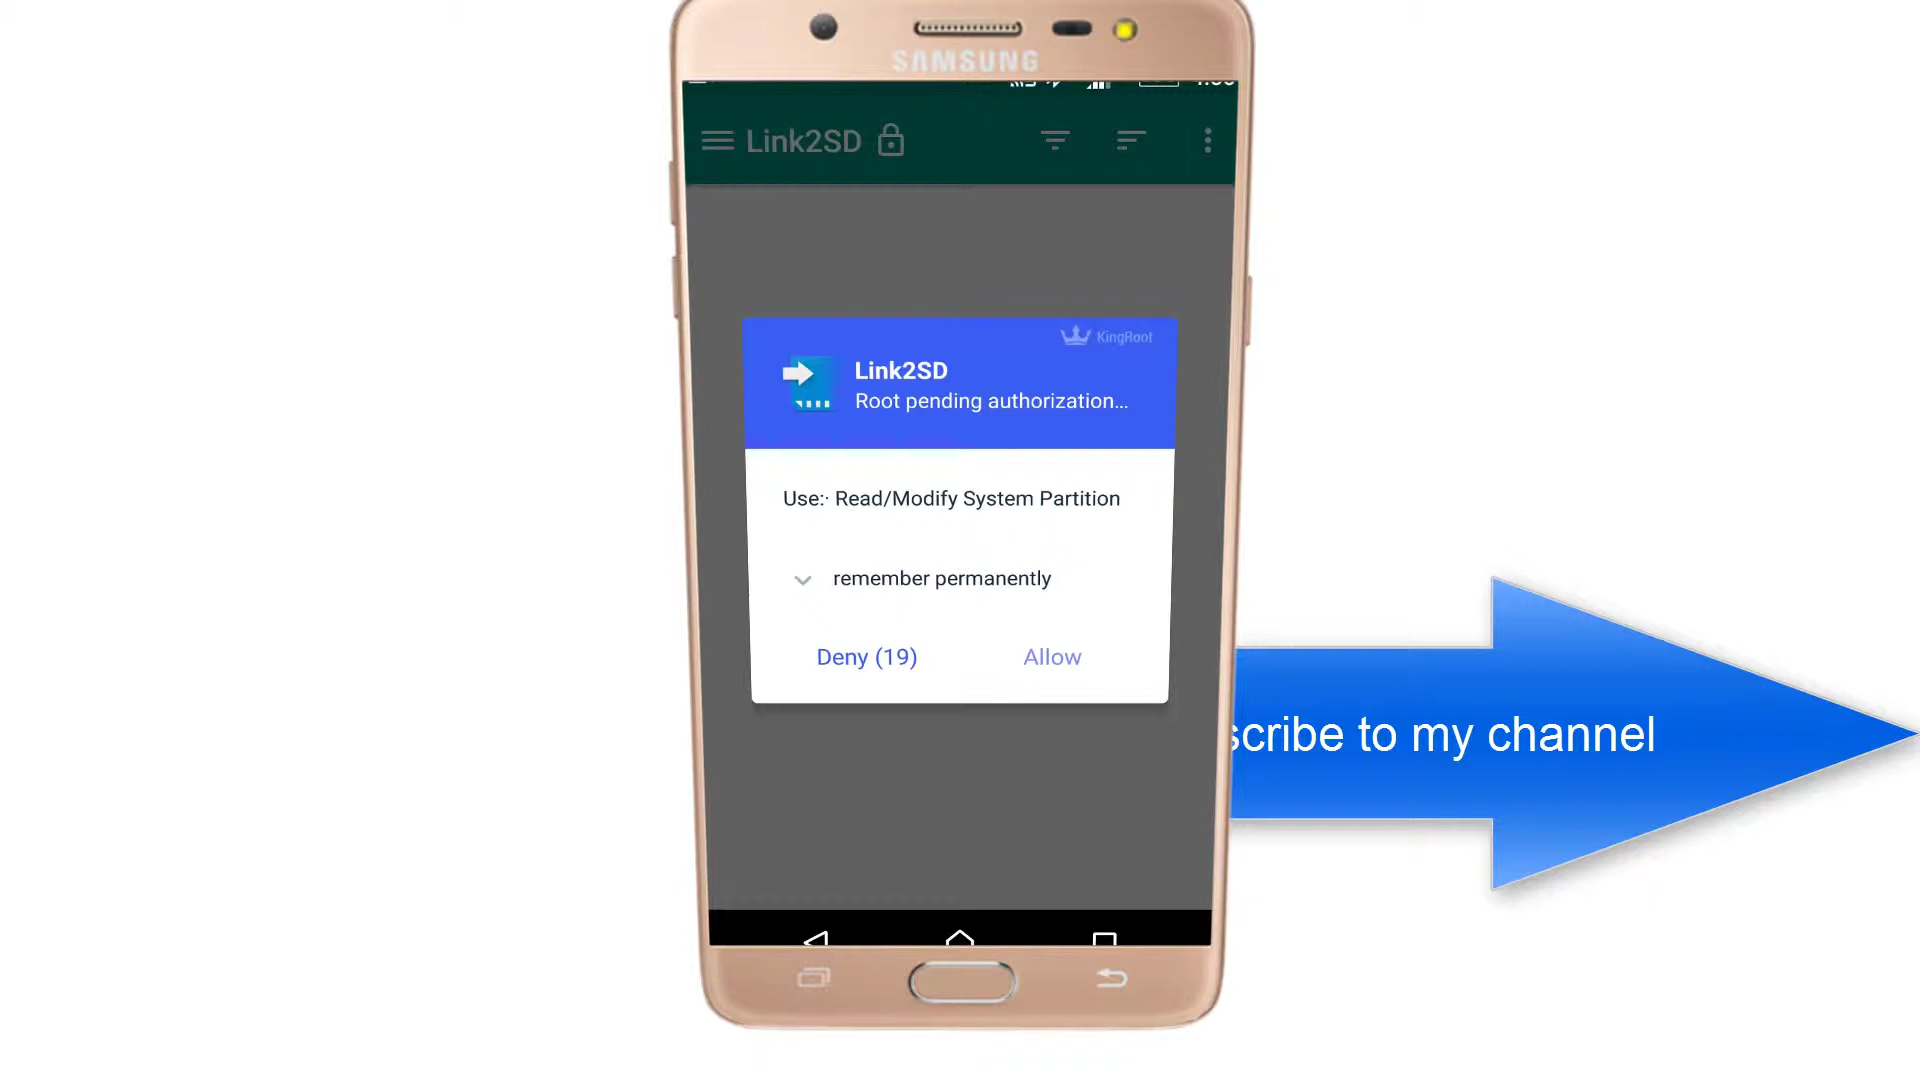 SAMSUNG
Link2SD
KingRoot
Link2SD
Root pending authorization...
Use:· Read/Modify System Partition
remember permanently
Deny (19)
Allow
scribe to my channel